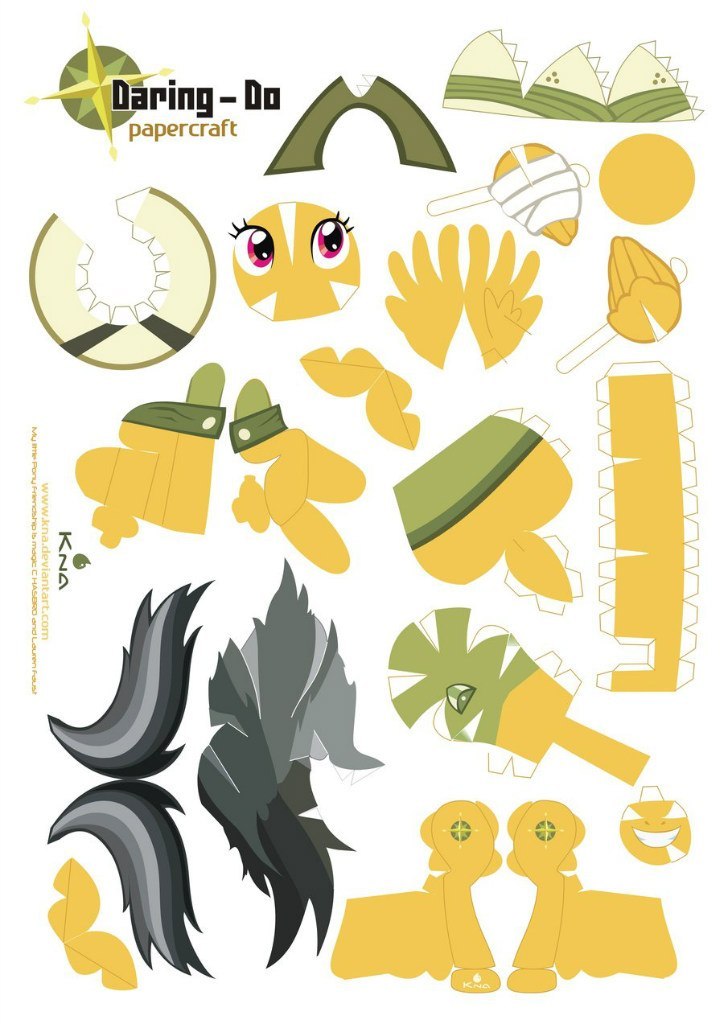 Daring-Do
papercraft
My little Pony Friendship is magic C HASBRO and Lauren Faust
www.kna.deviantart.com
KNA
KNA